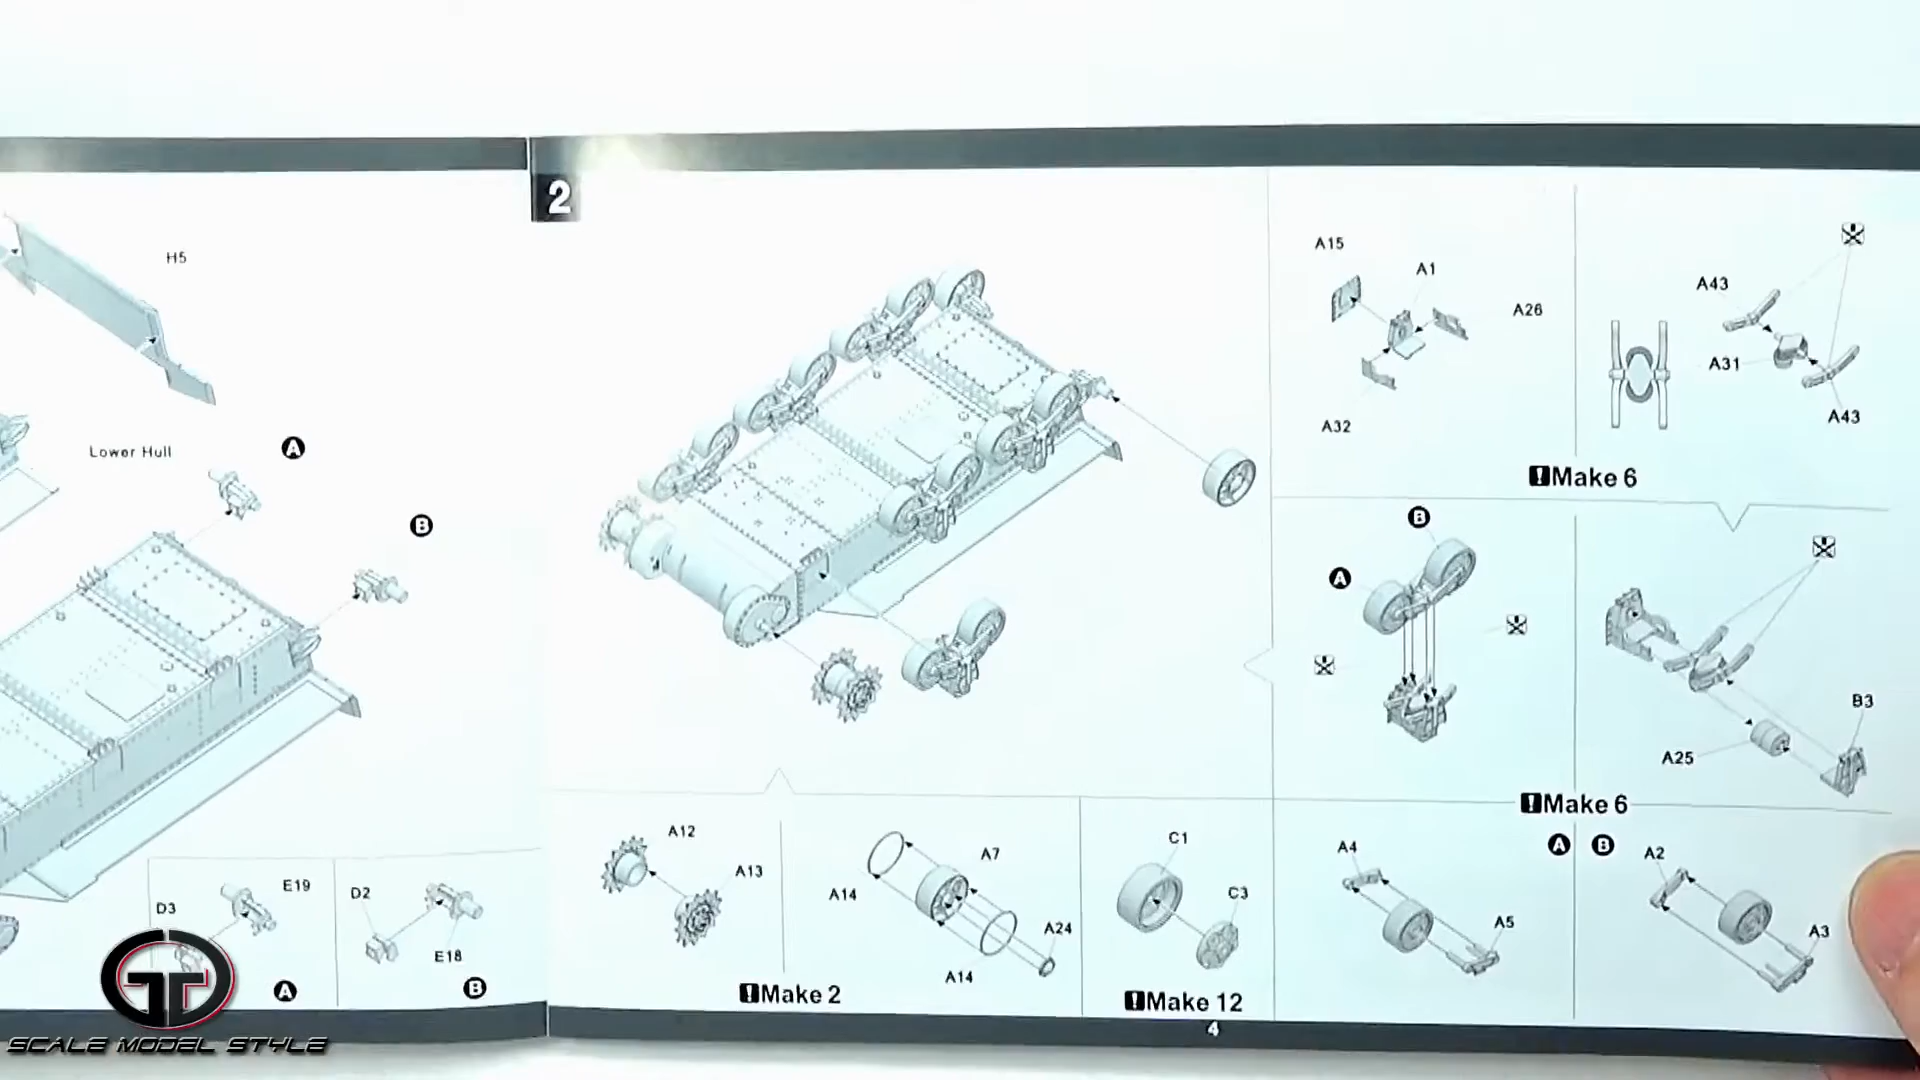 H5
Lower Hull
A
B
D3
E19
A
D2
E18
B
2
A12
A13
A14
A7
A14
A24
Make 2
C1
C3
Make 12
A15
A1
A26
A32
A43
A31
A43
Make 6
B
A
B3
A25
Make 6
A4
A5
A
B
A2
A3
4
SCALE MODEL STYLE